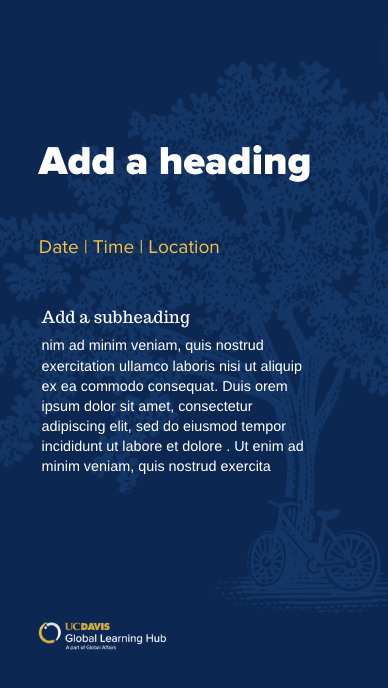 Add a heading
Date | Time | Location
Add a subheading
nim ad minim veniam, quis nostrud
exercitation ullamco laboris nisi ut aliquip
ex ea commodo consequat. Duis orem
ipsum dolor sit amet, consectetur
adipiscing elit, sed do eiusmod tempor
incididunt ut labore et dolore . Ut enim ad
minim veniam, quis nostrud exercita
UCDAVIS
Global Learning Hub
A part of Global Affairs